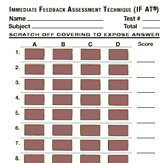 IMMEDIATE FEEDBACK ASSESSMENT TECHNIQUE (IF AT®)
Name Test #
Subject Total
SCRATCH OFF COVERING TO EXPOSE ANSWER
A B C D Score
1.
2.
3.
4.
5.
6.
7.
8.